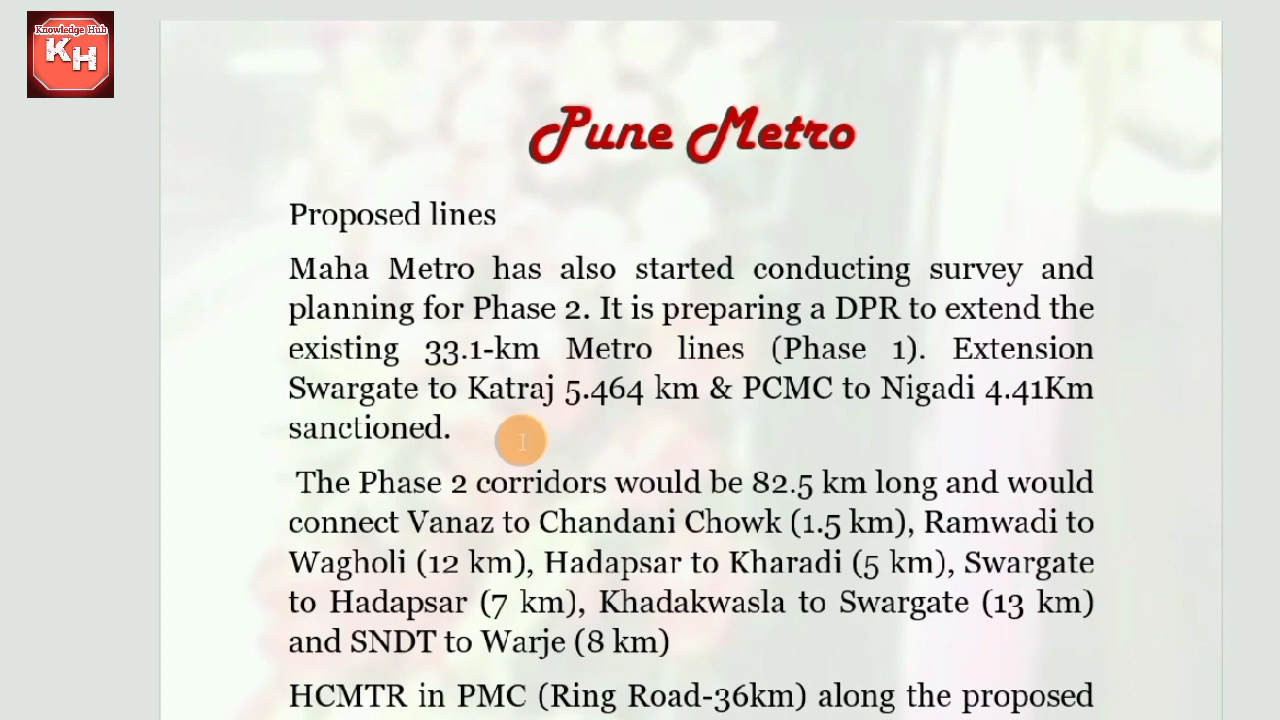 Knowledge Hub
KH
Pune Metro
Proposed lines
Maha Metro has also started conducting survey and
planning for Phase 2. It is preparing a DPR to extend the
existing 33.1-km Metro lines (Phase 1). Extension
Swargate to Katraj 5.464 km & PCMC to Nigadi 4.41Km
sanctioned.
The Phase 2 corridors would be 82.5 km long and would
connect Vanaz to Chandani Chowk (1.5 km), Ramwadi to
Wagholi (12 km), Hadapsar to Kharadi (5 km), Swargate
to Hadapsar (7 km), Khadakwasla to Swargate (13 km)
and SNDT to Warje (8 km)
HCMTR in PMC (Ring Road-36km) along the proposed